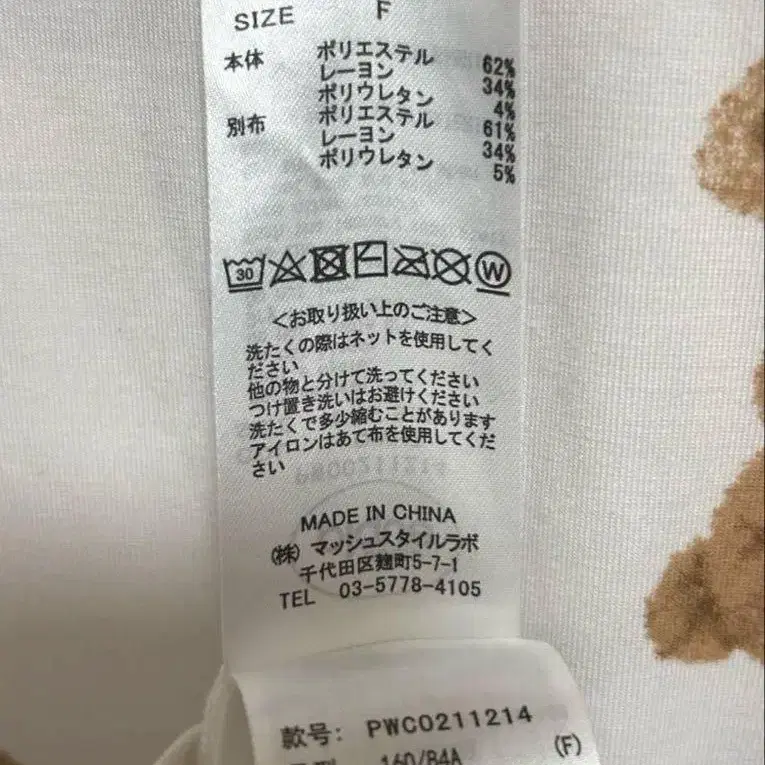 SIZE F
本体 ポリエステル 62%
レーヨン 34%
ポリウレタン 4%
別布 ポリエステル 61%
レーヨン 34%
ポリウレタン 5%
30 W
＜お取り扱い上のご注意＞
洗たくの際はネットを使用してく
ださい
他の物と分けて洗ってください
つけ置き洗いはお避けください
洗たくで多少縮むことがあります
アイロンはあて布を使用してくだ
さい
MADE IN CHINA
㈱ マッシュスタイルラボ
千代田区麹町5-7-1
TEL 03-5778-4105
款号: PWCO211214
160/84A (F)